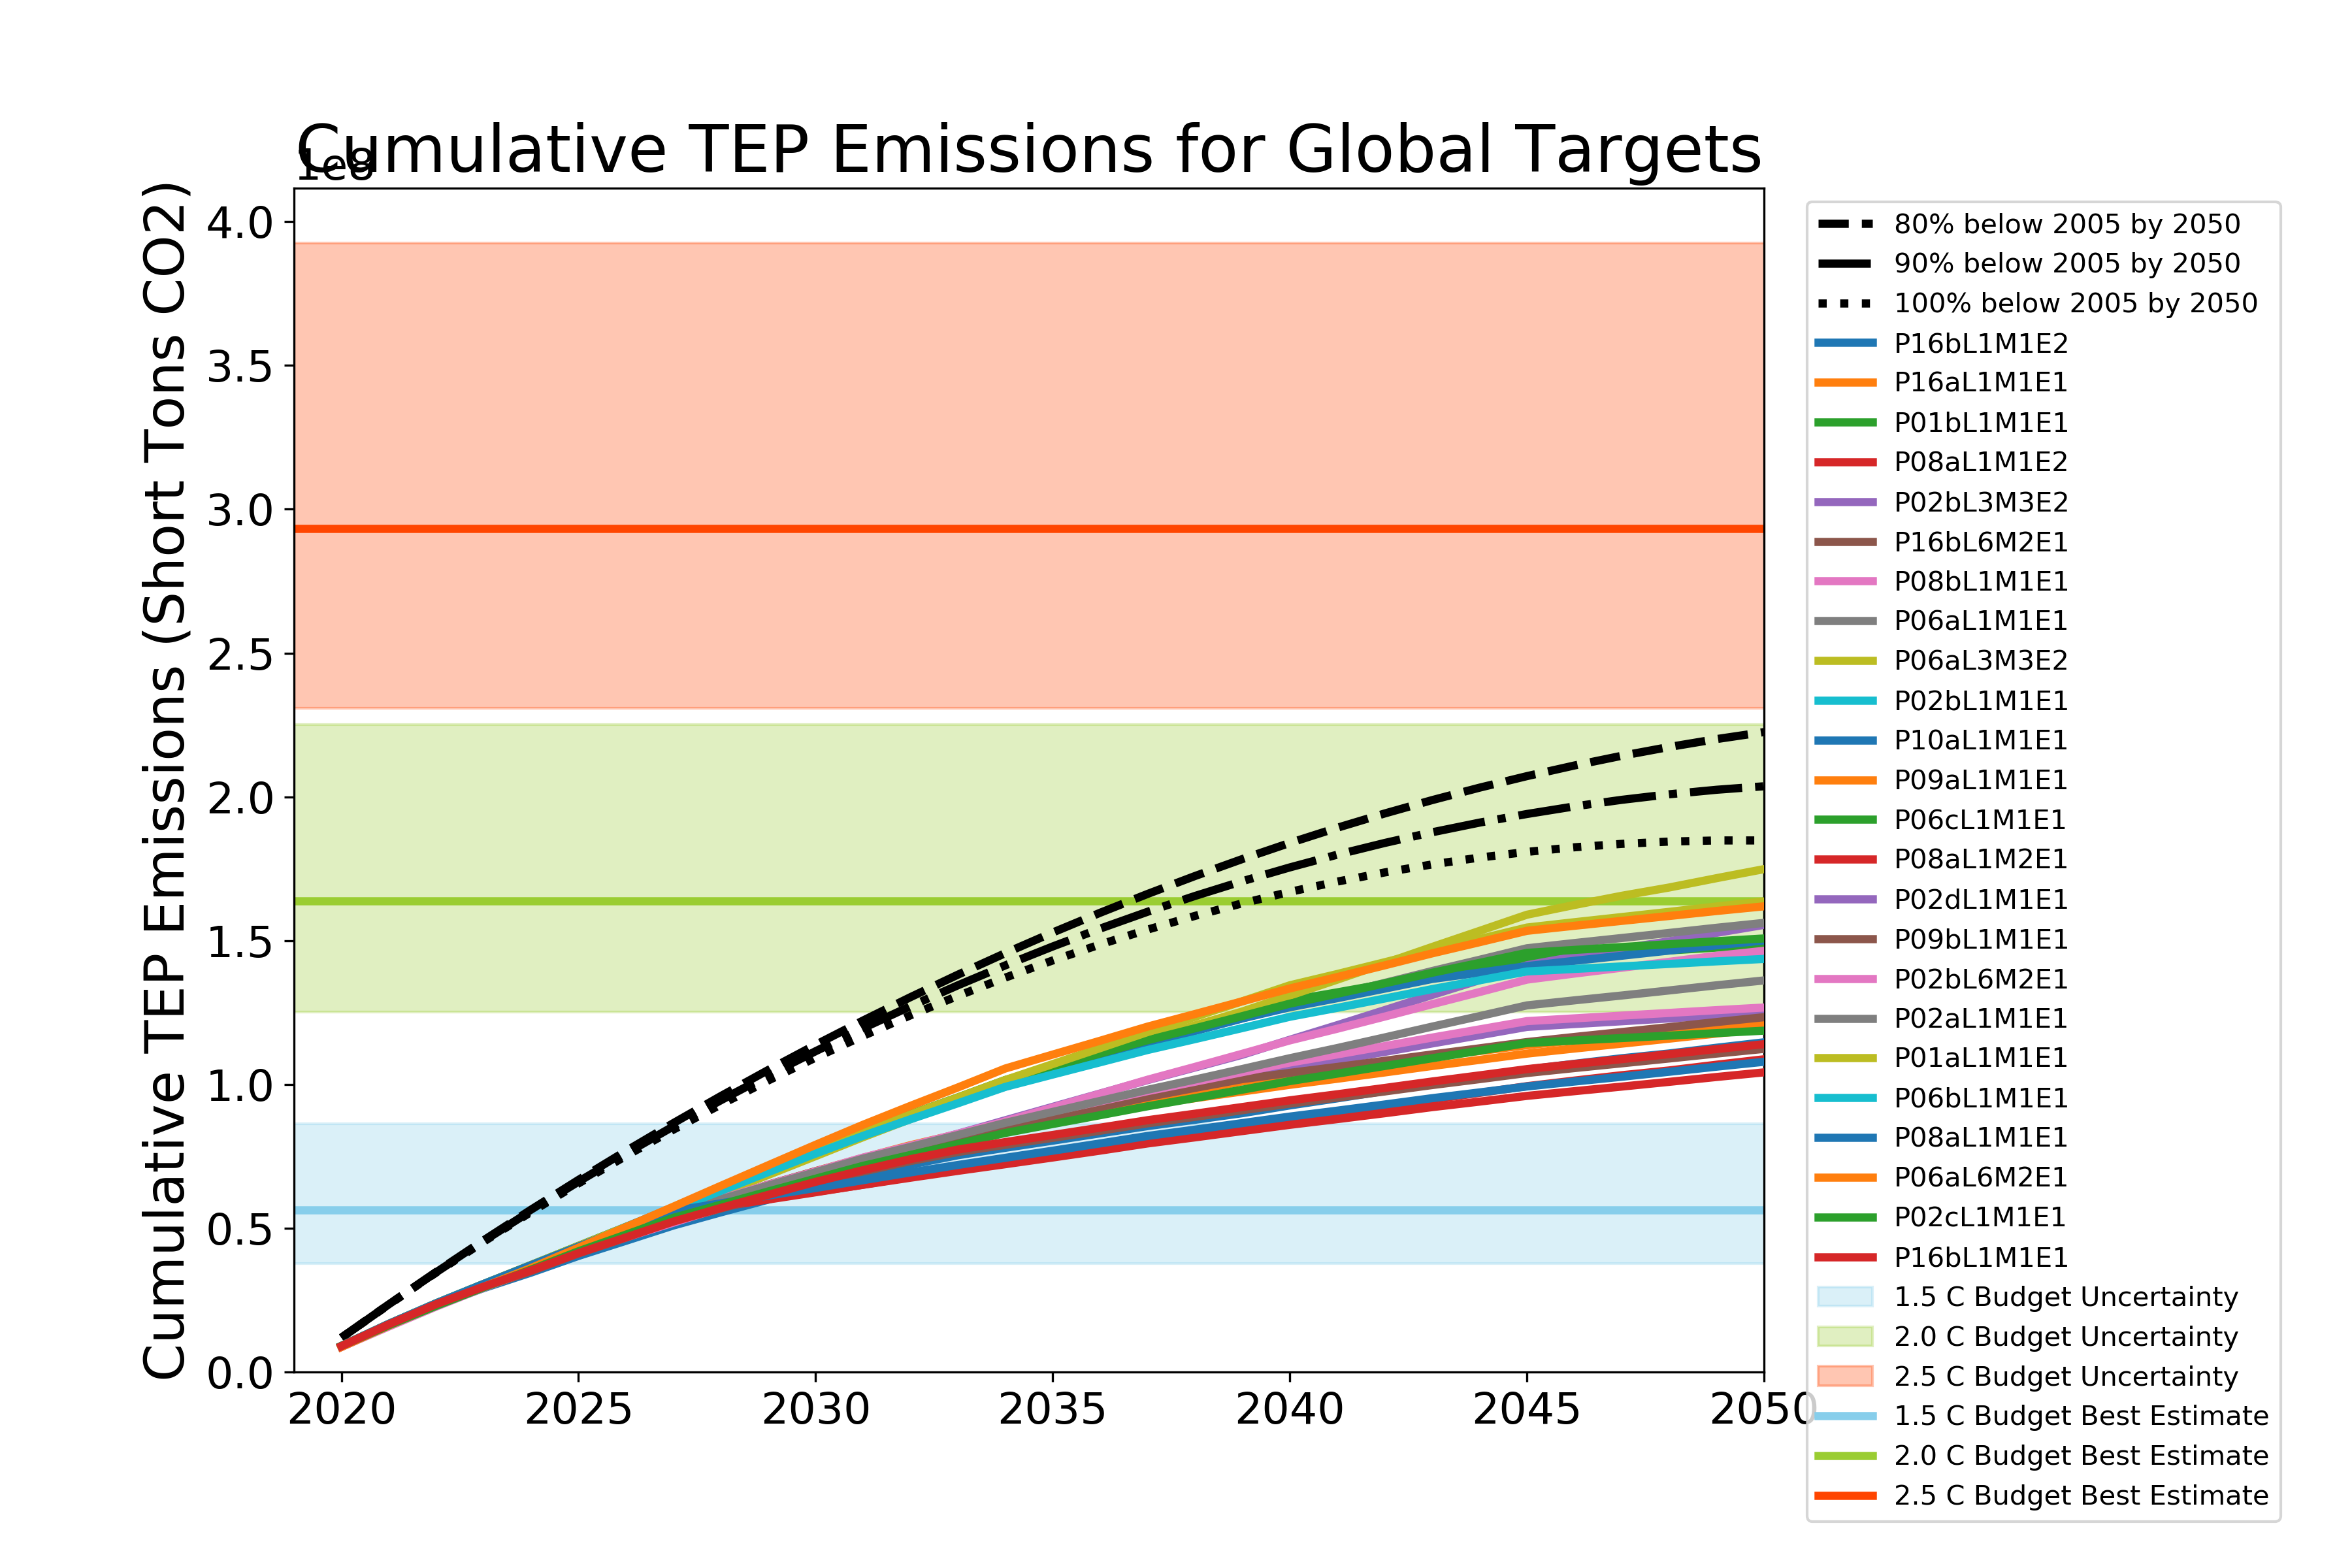 Cumulative TEP Emissions for Global Targets
1e8
Cumulative TEP Emissions (Short Tons CO2)
4.0
3.5
3.0
2.5
2.0
1.5
1.0
0.5
0.0
2020 2025 2030 2035 2040 2045 2050
80% below 2005 by 2050
90% below 2005 by 2050
100% below 2005 by 2050
P16bL1M1E2
P16aL1M1E1
P01bL1M1E1
P08aL1M1E2
P02bL3M3E2
P16bL6M2E1
P08bL1M1E1
P06aL1M1E1
P06aL3M3E2
P02bL1M1E1
P10aL1M1E1
P09aL1M1E1
P06cL1M1E1
P08aL1M2E1
P02dL1M1E1
P09bL1M1E1
P02bL6M2E1
P02aL1M1E1
P01aL1M1E1
P06bL1M1E1
P08aL1M1E1
P06aL6M2E1
P02cL1M1E1
P16bL1M1E1
1.5 C Budget Uncertainty
2.0 C Budget Uncertainty
2.5 C Budget Uncertainty
1.5 C Budget Best Estimate
2.0 C Budget Best Estimate
2.5 C Budget Best Estimate